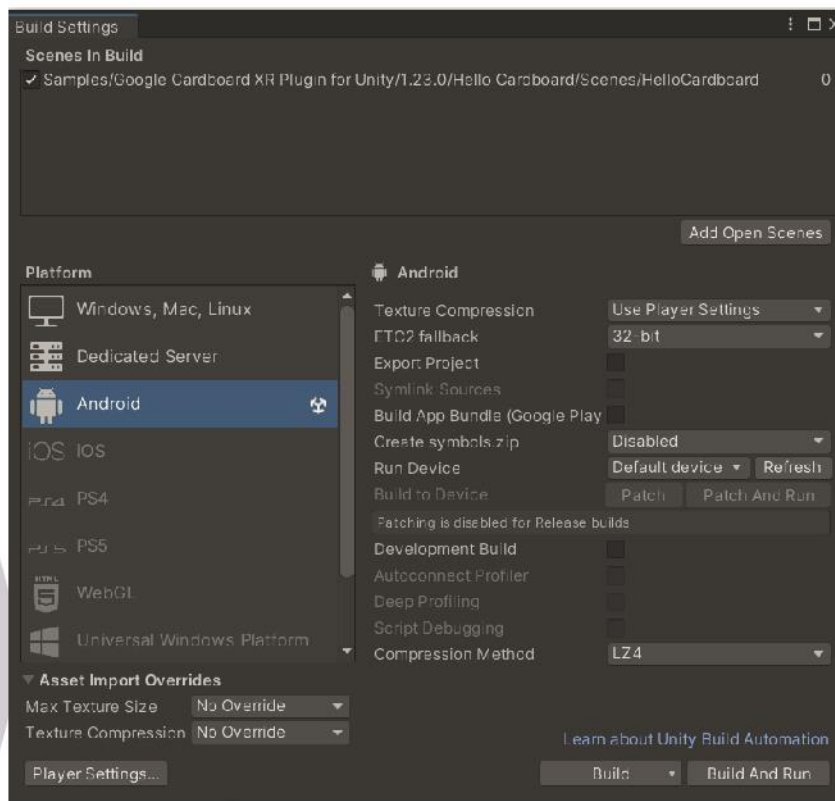 Build Settings
Scenes In Build
Samples/Google Cardboard XR Plugin for Unity/1.23.0/Hello Cardboard/Scenes/HelloCardboard 0
Add Open Scenes
Platform
Windows, Mac, Linux
Dedicated Server
Android
iOS iOS
PS4 PS4
PS5 PS5
HTML 5 WebGL
Universal Windows Platform
Asset Import Overrides
Max Texture Size No Override
Texture Compression No Override
Player Settings...
Android
Texture Compression Use Player Settings
ETC2 fallback 32-bit
Export Project
Symlink Sources
Build App Bundle (Google Play
Create symbols.zip Disabled
Run Device Default device Refresh
Build to Device Patch Patch And Run
Patching is disabled for Release builds
Development Build
Autoconnect Profiler
Deep Profiling
Script Debugging
Compression Method LZ4
Learn about Unity Build Automation
Build Build And Run